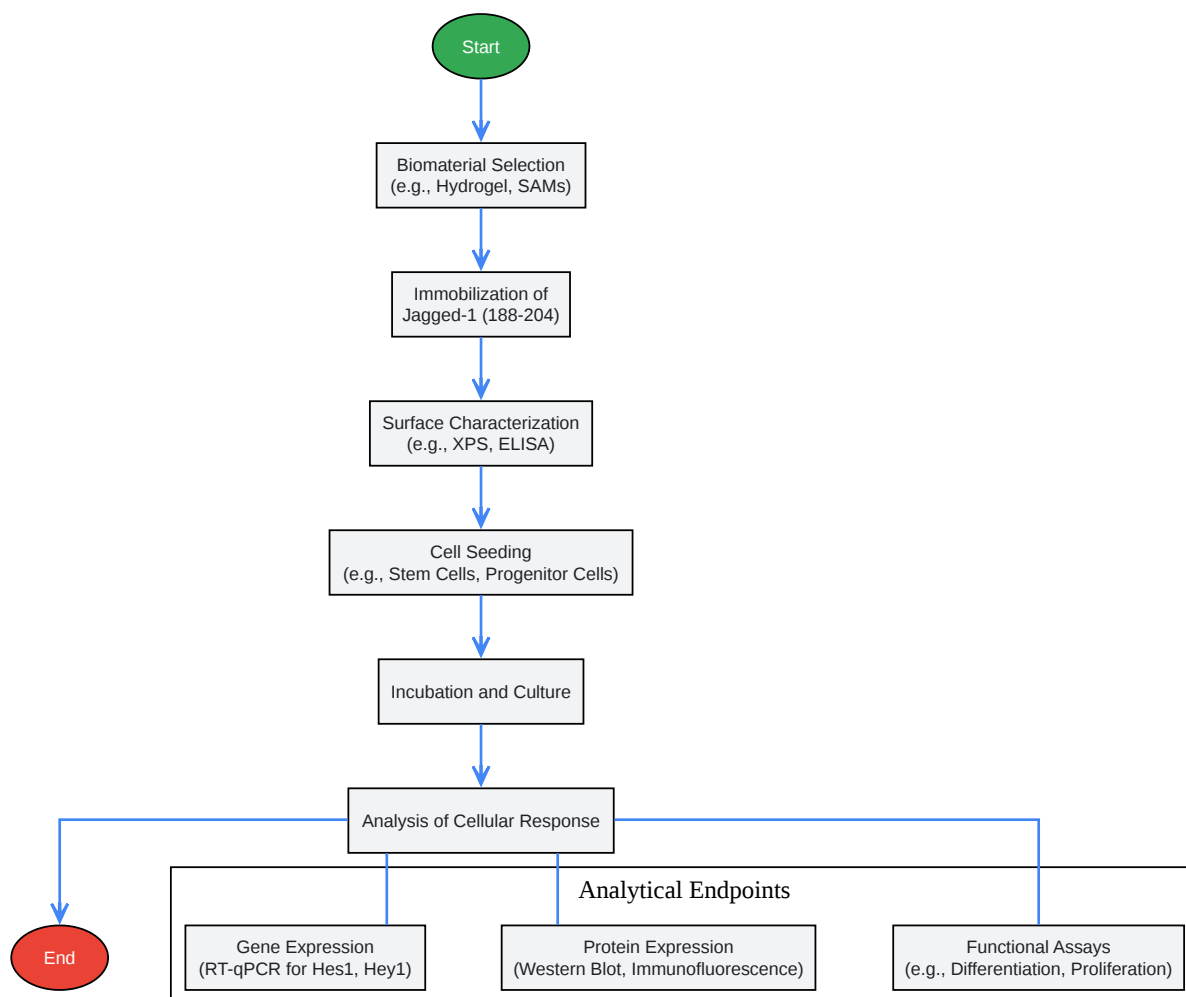 Start
Biomaterial Selection
(e.g., Hydrogel, SAMs)
Immobilization of
Jagged-1 (188-204)
Surface Characterization
(e.g., XPS, ELISA)
Cell Seeding
(e.g., Stem Cells, Progenitor Cells)
Incubation and Culture
Analysis of Cellular Response
Analytical Endpoints
End
Gene Expression
(RT-qPCR for Hes1, Hey1)
Protein Expression
(Western Blot, Immunofluorescence)
Functional Assays
(e.g., Differentiation, Proliferation)